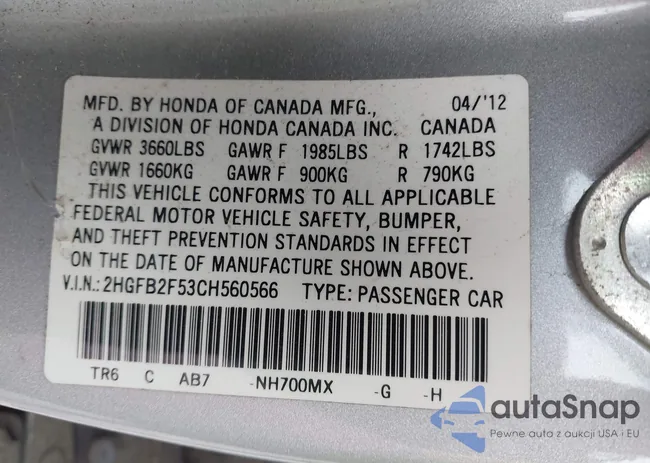 MFD. BY HONDA OF CANADA MFG., 04/'12
A DIVISION OF HONDA CANADA INC. CANADA
GVWR 3660LBS GAWR F 1985LBS R 1742LBS
GVWR 1660KG GAWR F 900KG R 790KG
THIS VEHICLE CONFORMS TO ALL APPLICABLE
FEDERAL MOTOR VEHICLE SAFETY, BUMPER,
AND THEFT PREVENTION STANDARDS IN EFFECT
ON THE DATE OF MANUFACTURE SHOWN ABOVE.
V.I.N.: 2HGFB2F53CH560566 TYPE: PASSENGER CAR
TR6 C AB7 -NH700MX -G -H
autaSnap
Pewne auta z aukcji USA i EU